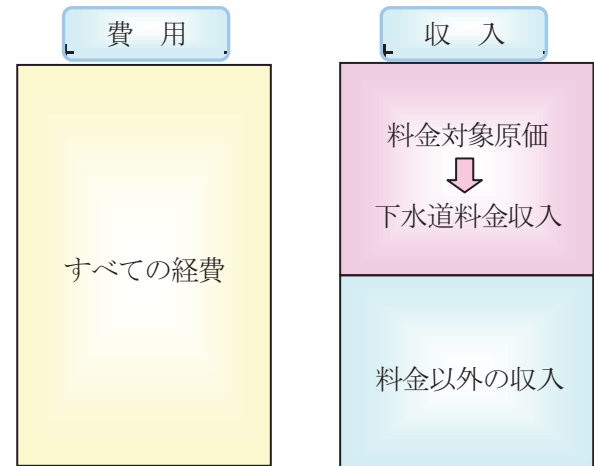 費　用
すべての経費
収　入
料金対象原価
下水道料金収入
料金以外の収入